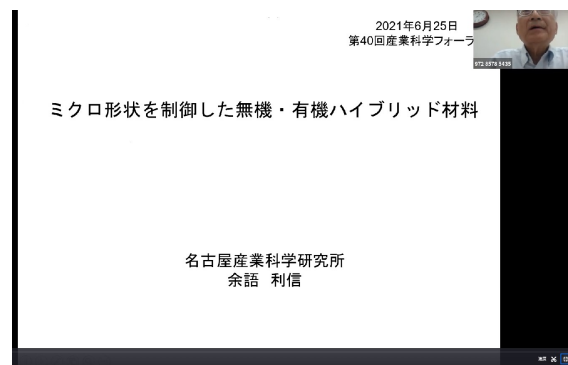 2021年6月25日
第40回産業科学フォーラ
972 8578 3435
ミクロ形状を制御した無機・有機ハイブリッド材料
名古屋産業科学研究所
余語 利信